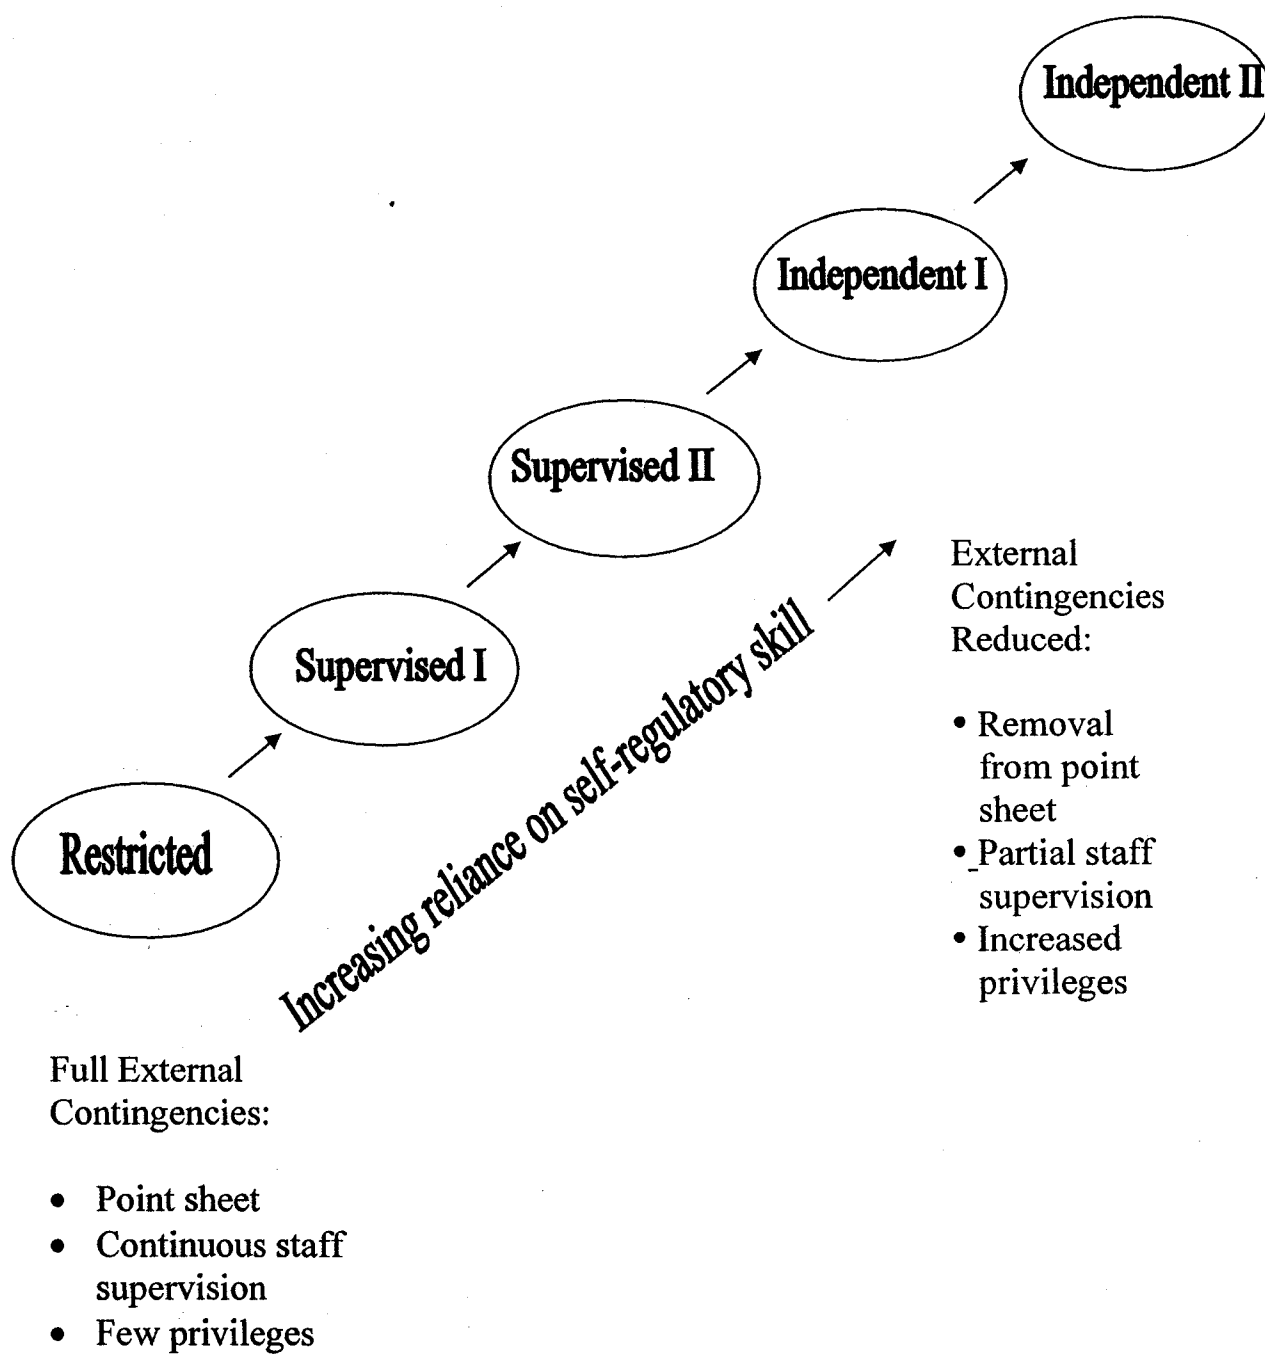 Independent II
Independent I
Supervised II
Supervised I
Restricted
Increasing reliance on self-regulatory skill
External
Contingencies
Reduced:
• Removal
from point
sheet
• Partial staff
supervision
• Increased
privileges
Full External
Contingencies:
• Point sheet
• Continuous staff
supervision
• Few privileges